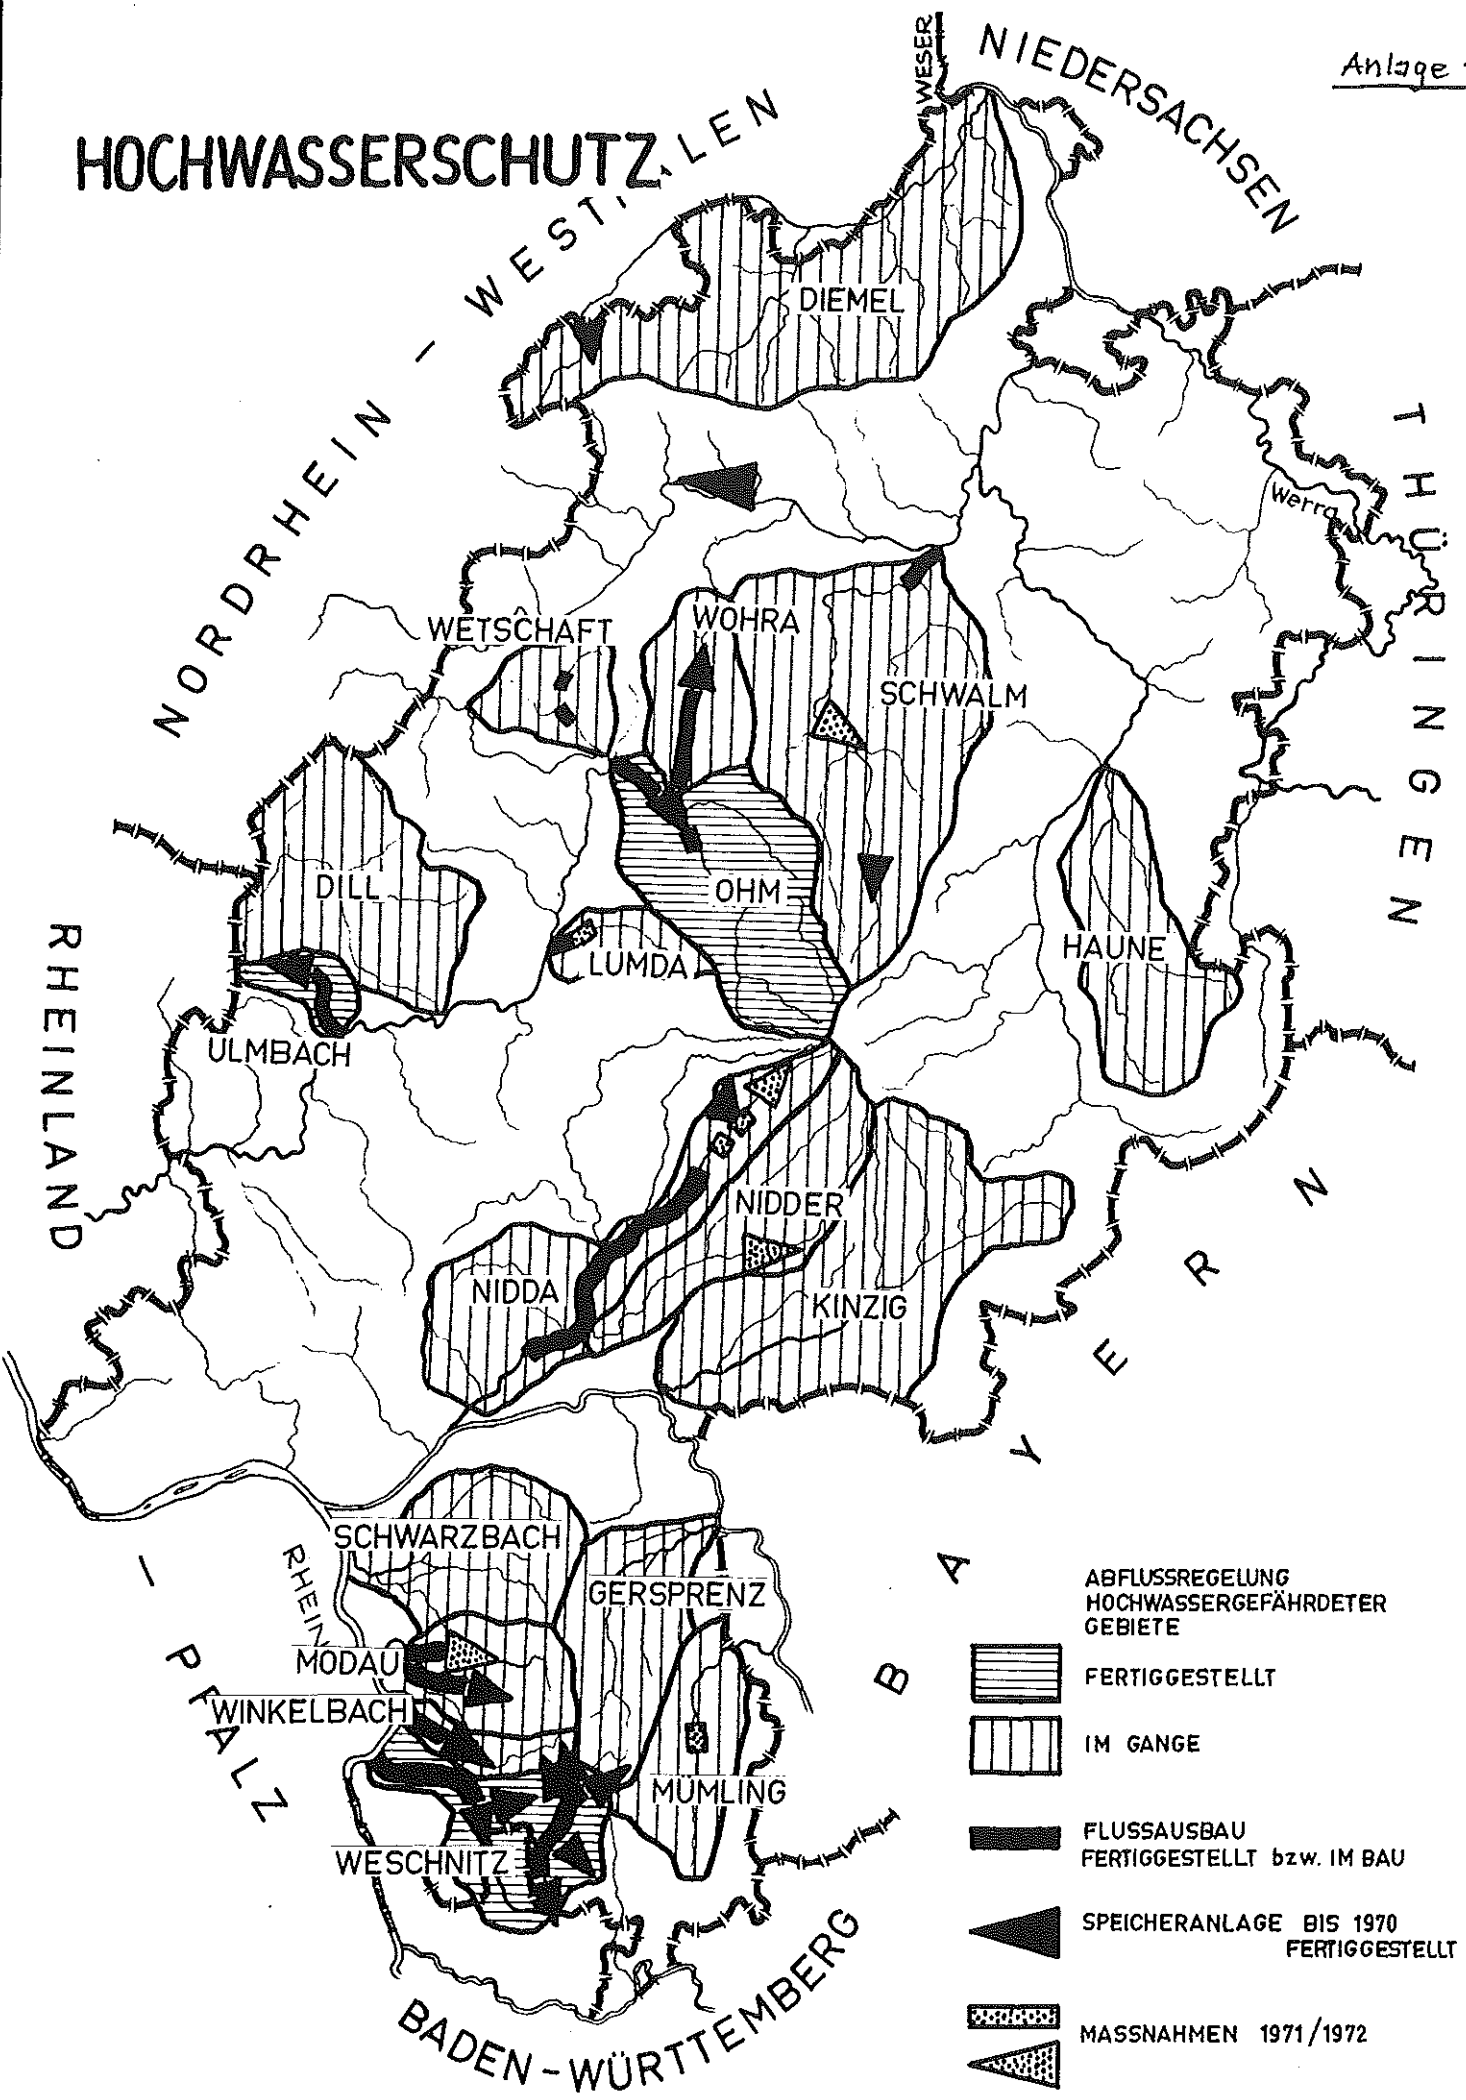 Anlage
HOCHWASSERSCHUTZ
WESER
NIEDERSACHSEN
NORDRHEIN - WESTFALEN
THÜRINGEN
DIEMEL
Werra
WETSCHAFT
WOHRA
SCHWALM
DILL
OHM
HAUNE
LUMDA
ULMBACH
RHEINLAND - PFALZ
NIDDER
NIDDA
KINZIG
BAYERN
SCHWARZBACH
RHEIN
GERSPRENZ
MODAU
WINKELBACH
MÜMLING
WESCHNITZ
BADEN - WÜRTTEMBERG
ABFLUSSREGELUNG
HOCHWASSERGEFÄHRDETER
GEBIETE
FERTIGGESTELLT
IM GANGE
FLUSSAUSBAU
FERTIGGESTELLT bzw. IM BAU
SPEICHERANLAGE BIS 1970
FERTIGGESTELLT
MASSNAHMEN 1971/1972